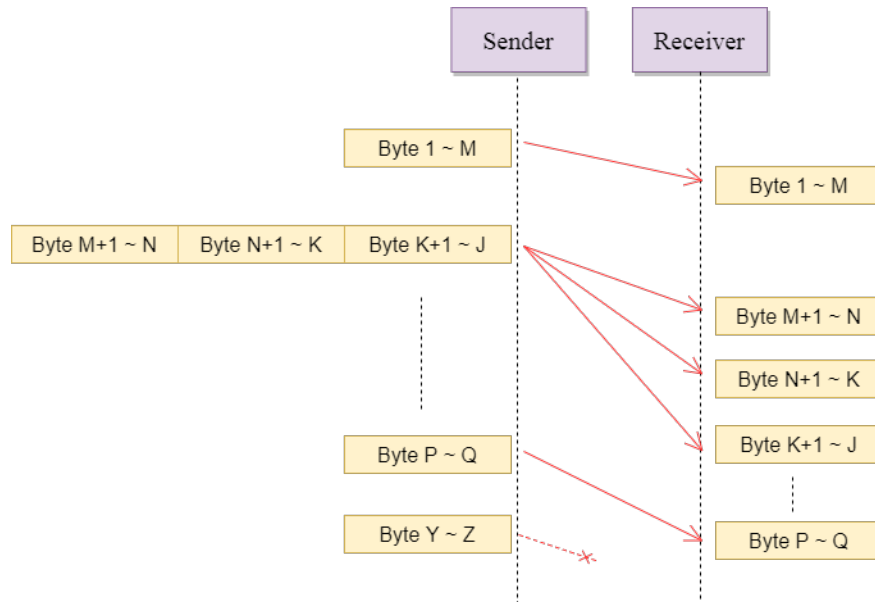 Sender
Receiver
Byte 1 ~ M
Byte 1 ~ M
Byte M+1 ~ N
Byte N+1 ~ K
Byte K+1 ~ J
Byte M+1 ~ N
Byte N+1 ~ K
Byte K+1 ~ J
Byte P ~ Q
Byte Y ~ Z
Byte P ~ Q